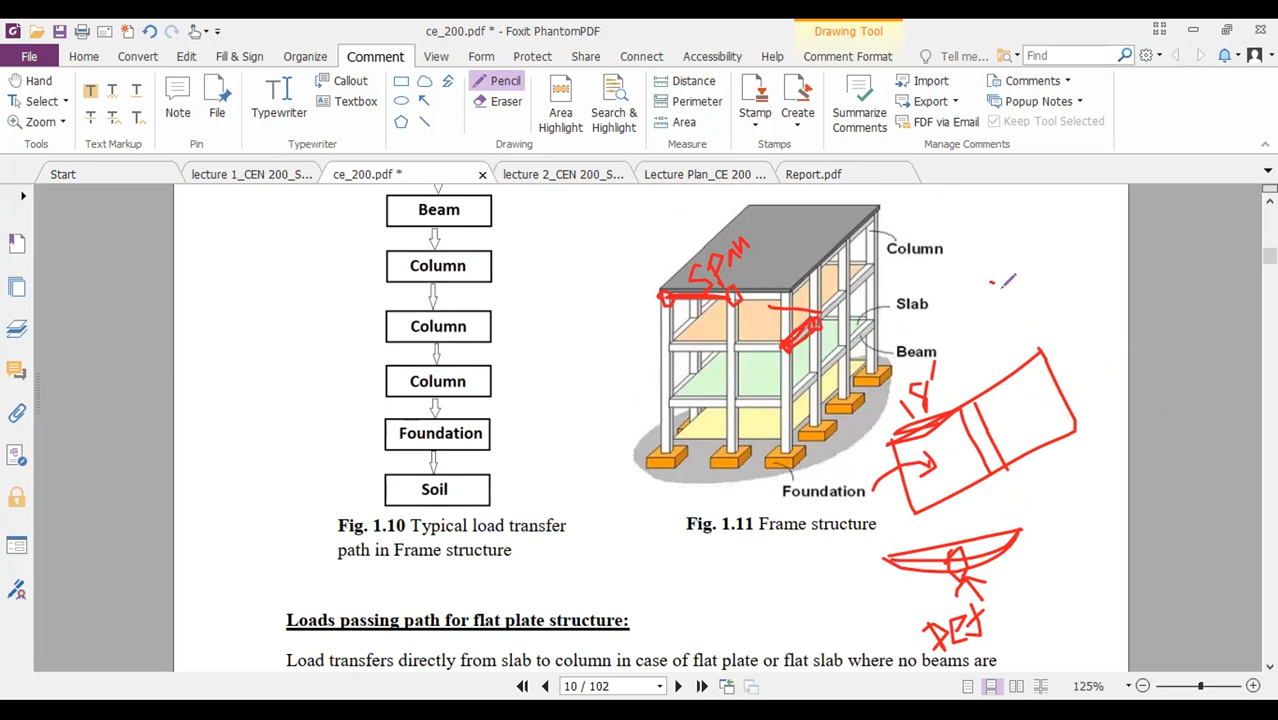 ce_200.pdf * - Foxit PhantomPDF
Drawing Tool
File Home Edit Fill & Sign Organize Comment View Form Protect Share Connect Accessibility Help Comment Format Tell me... Find
Hand
Select
Zoom
Tools
T T T
T T T
Text Markup
Note
File
Pin
Typewriter
Callout
Textbox
Typewriter
Pencil
Eraser
Area Highlight
Search & Highlight
Drawing
Distance
Perimeter
Area
Measure
Stamp
Create
Stamps
Summarize Comments
Import
Export
FDF via Email
Comments
Popup Notes
Keep Tool Selected
Manage Comments
Start lecture 1_CEN 200_S... ce_200.pdf * lecture 2_CEN 200_S... Lecture Plan_CE 200 ... Report.pdf
Beam
Column
Column
Column
Foundation
Soil
Fig. 1.10 Typical load transfer
path in Frame structure
SPAN
Column
Slab
Beam
Foundation
Fig. 1.11 Frame structure
Loads passing path for flat plate structure:
Load transfers directly from slab to column in case of flat plate or flat slab where no beams are
10 / 102
125%